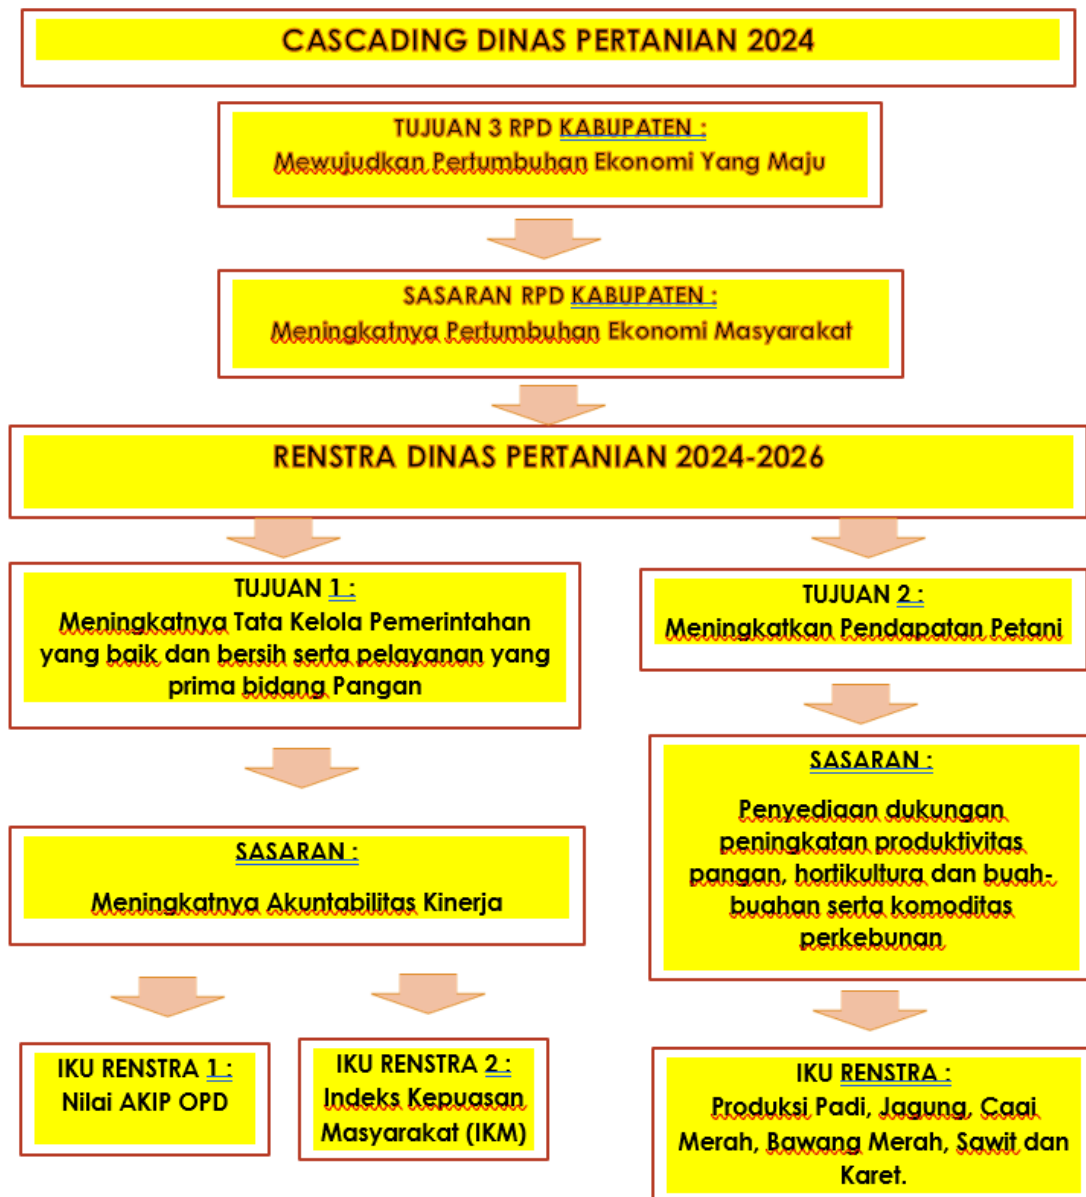 CASCADING DINAS PERTANIAN 2024
TUJUAN 3 RPD KABUPATEN :
Mewujudkan Pertumbuhan Ekonomi Yang Maju
SASARAN RPD KABUPATEN :
Meningkatnya Pertumbuhan Ekonomi Masyarakat
RENSTRA DINAS PERTANIAN 2024-2026
TUJUAN 1 :
Meningkatnya Tata Kelola Pemerintahan
yang baik dan bersih serta pelayanan yang
prima bidang Pangan
SASARAN :
Meningkatnya Akuntabilitas Kinerja
IKU RENSTRA 1 :
Nilai AKIP OPD
IKU RENSTRA 2 :
Indeks Kepuasan
Masyarakat (IKM)
TUJUAN 2 :
Meningkatkan Pendapatan Petani
SASARAN :
Penyediaan dukungan
peningkatan produktivitas
pangan, hortikultura dan buah-
buahan serta komoditas
perkebunan
IKU RENSTRA :
Produksi Padi, Jagung, Caai
Merah, Bawang Merah, Sawit dan
Karet.